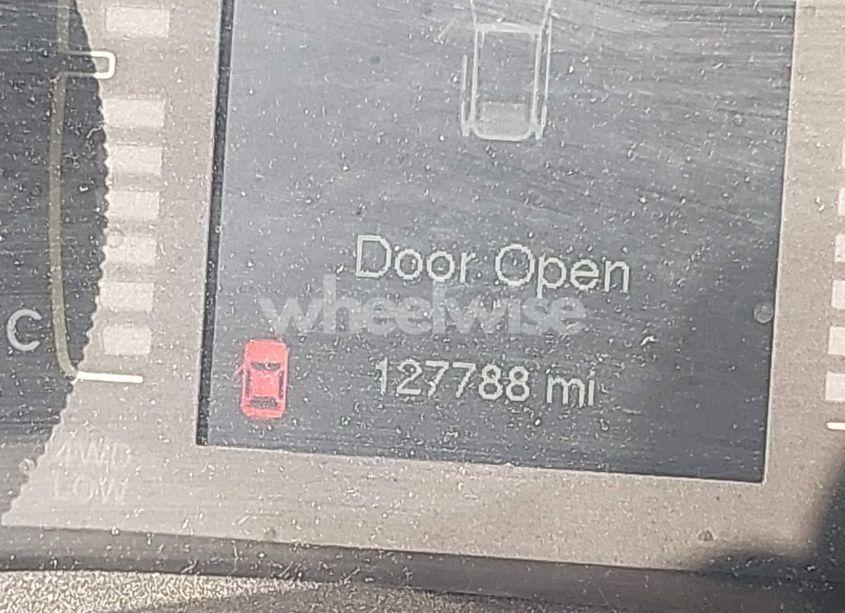 Door Open
wheelwise
C
127788 mi
4WD
LOW